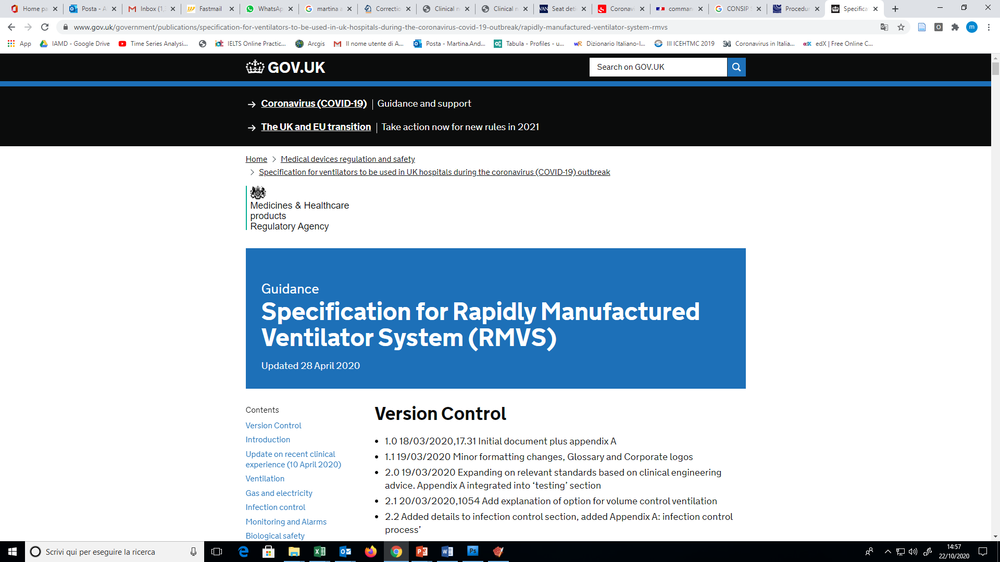 Home pa
Posta - A
Inbox (1,
Fastmail
WhatsAp
martina a
Correctio
Clinical n
Clinical n
Seat deta
Coronavi
comman
CONSIP
Procedur
Specifica
www.gov.uk/government/publications/specification-for-ventilators-to-be-used-in-uk-hospitals-during-the-coronavirus-covid-19-outbreak/rapidly-manufactured-ventilator-system-rmvs
App
IAMD - Google Drive
Time Series Analysi...
IELTS Online Practic...
Arcgis
Il nome utente di A...
Posta - Martina.And...
Tabula - Profiles - u...
Dizionario Italiano-I...
III ICEHTMC 2019
Coronavirus in Italia...
edX | Free Online C...
GOV.UK
Search on GOV.UK
Coronavirus (COVID-19) | Guidance and support
The UK and EU transition | Take action now for new rules in 2021
Home > Medical devices regulation and safety
> Specification for ventilators to be used in UK hospitals during the coronavirus (COVID-19) outbreak
Medicines & Healthcare
products
Regulatory Agency
Guidance
Specification for Rapidly Manufactured
Ventilator System (RMVS)
Updated 28 April 2020
Contents
Version Control
Introduction
Update on recent clinical
experience (10 April 2020)
Ventilation
Gas and electricity
Infection control
Monitoring and Alarms
Biological safety
Version Control
• 1.0 18/03/2020,17.31 Initial document plus appendix A
• 1.1 19/03/2020 Minor formatting changes, Glossary and Corporate logos
• 2.0 19/03/2020 Expanding on relevant standards based on clinical engineering
advice. Appendix A integrated into ‘testing’ section
• 2.1 20/03/2020,1054 Add explanation of option for volume control ventilation
• 2.2 Added details to infection control section, added Appendix A: infection control
process’
Scrivi qui per eseguire la ricerca
14:57
22/10/2020